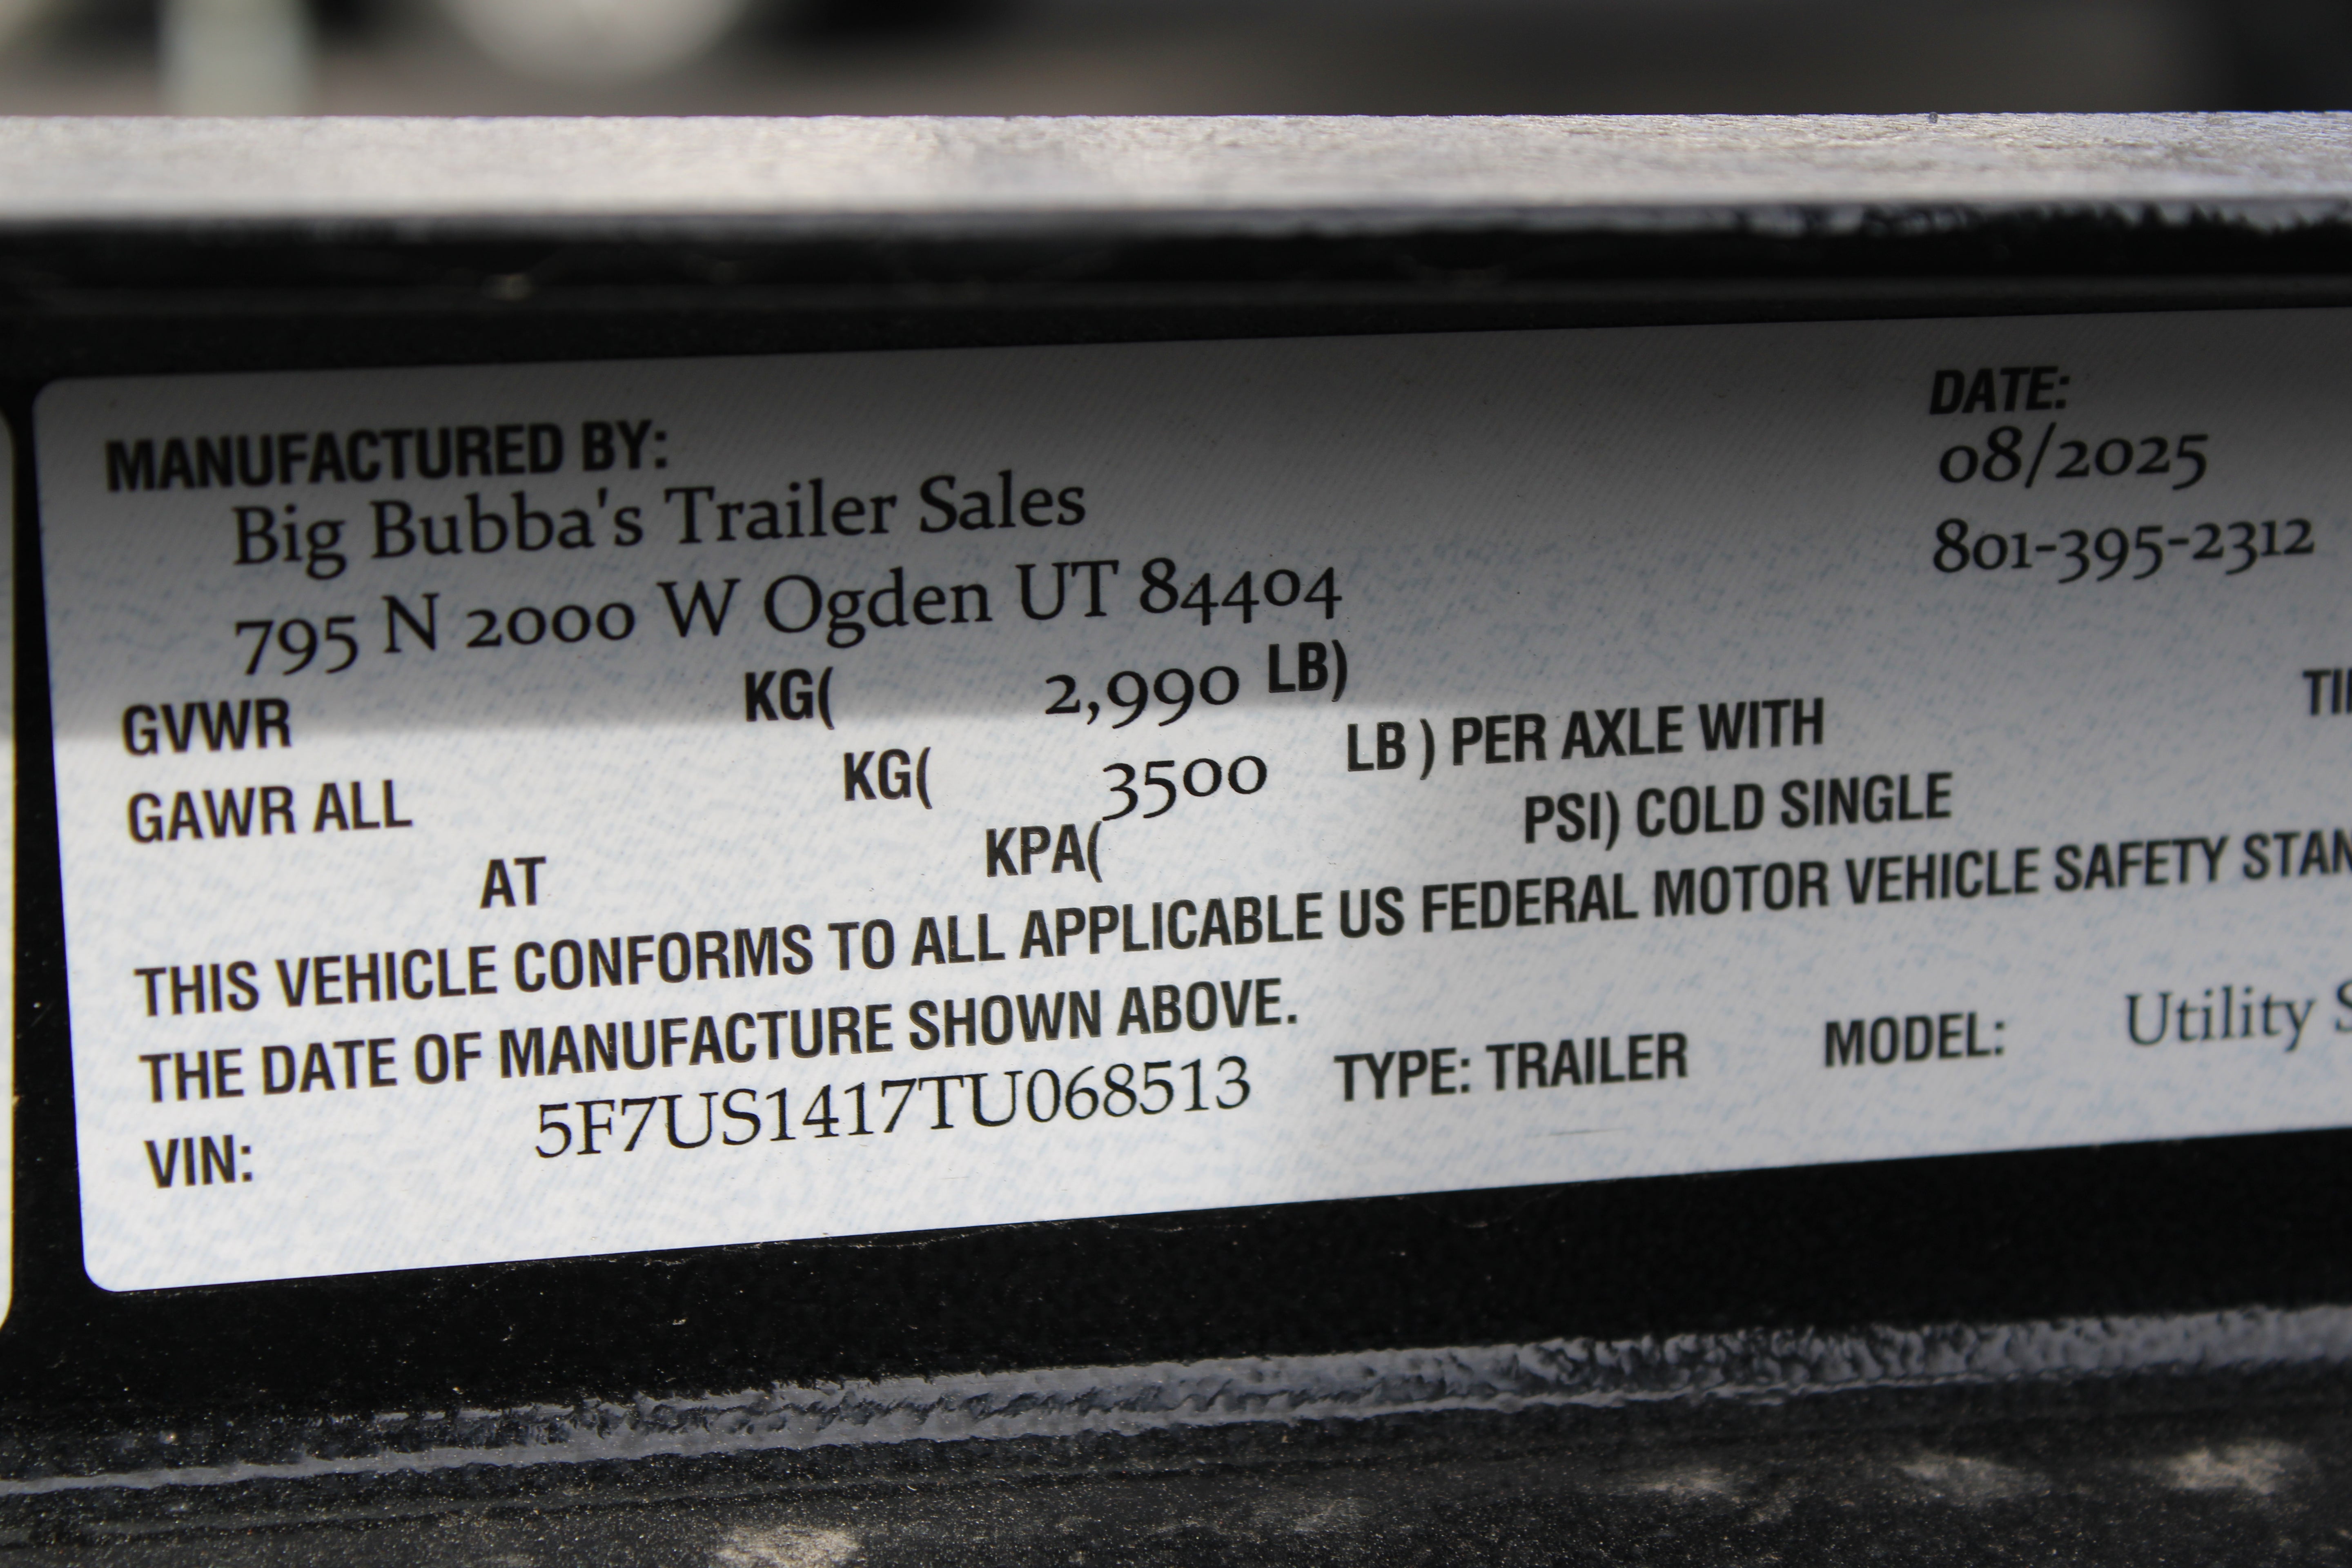 MANUFACTURED BY:
DATE:
Big Bubba's Trailer Sales
08/2025
795 N 2000 W Ogden UT 84404
801-395-2312
GVWR KG( 2,990 LB)
GAWR ALL KG( 3500 LB ) PER AXLE WITH
AT KPA( PSI) COLD SINGLE
THIS VEHICLE CONFORMS TO ALL APPLICABLE US FEDERAL MOTOR VEHICLE SAFETY
THE DATE OF MANUFACTURE SHOWN ABOVE.
VIN: 5F7US1417TU068513 TYPE: TRAILER MODEL: Utility